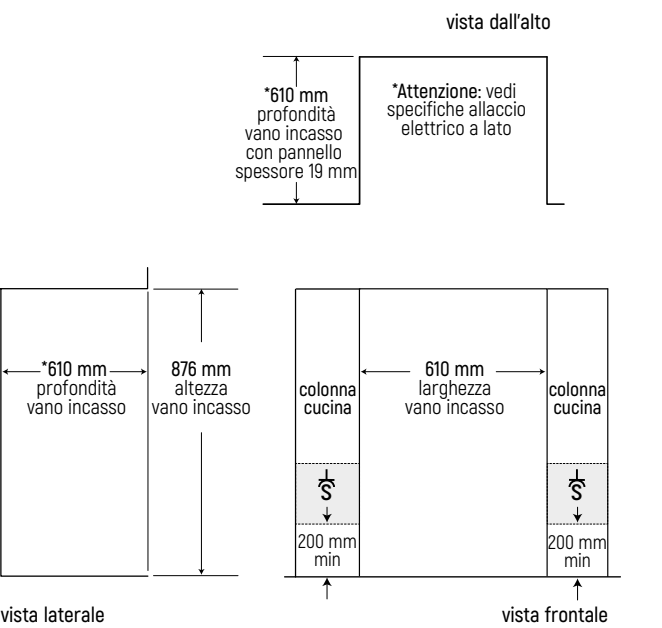 vista dall'alto
*610 mm
profondità
vano incasso
con pannello
spessore 19 mm
*Attenzione: vedi
specifiche allaccio
elettrico a lato
*610 mm
profondità
vano incasso
876 mm
altezza
vano incasso
colonna
cucina
610 mm
larghezza
vano incasso
colonna
cucina
S
200 mm
min
S
200 mm
min
vista laterale
vista frontale